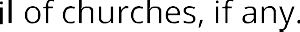 il of churches, if any.